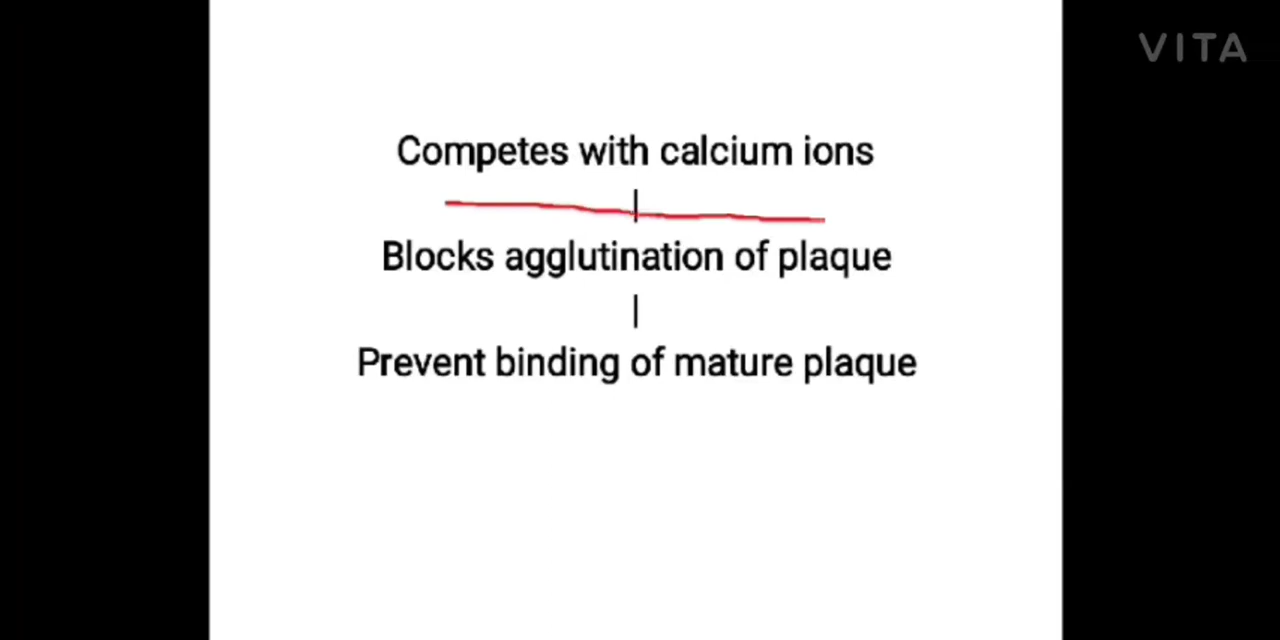 VITA
Competes with calcium ions
Blocks agglutination of plaque
Prevent binding of mature plaque